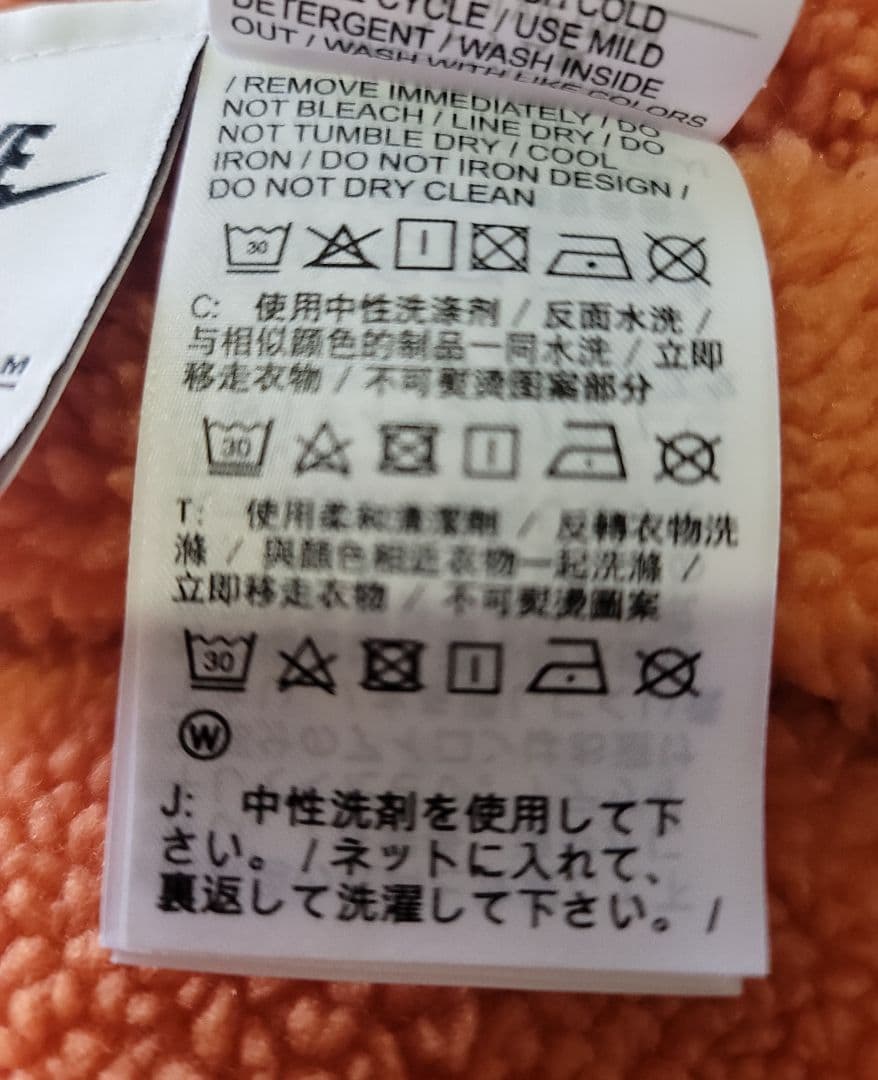 COLD
CYCLE / USE MILD
DETERGENT / WASH INSIDE
OUT / WASH WITH LIKE COLORS
/ REMOVE IMMEDIATELY / DO
NOT BLEACH / LINE DRY / DO
NOT TUMBLE DRY / COOL
IRON / DO NOT IRON DESIGN /
DO NOT DRY CLEAN
30
C: 使用中性洗涤剂 / 反面水洗 /
与相似颜色的制品一同水洗 / 立即
移走衣物 / 不可熨烫图案部分
30
T: 使用柔和清潔劑 / 反轉衣物洗
滌 / 與顏色相近衣物一起洗滌 /
立即移走衣物 / 不可熨燙圖案
30
W
J: 中性洗剤を使用して下
さい。 / ネットに入れて、
裏返して洗濯して下さい。 /
M